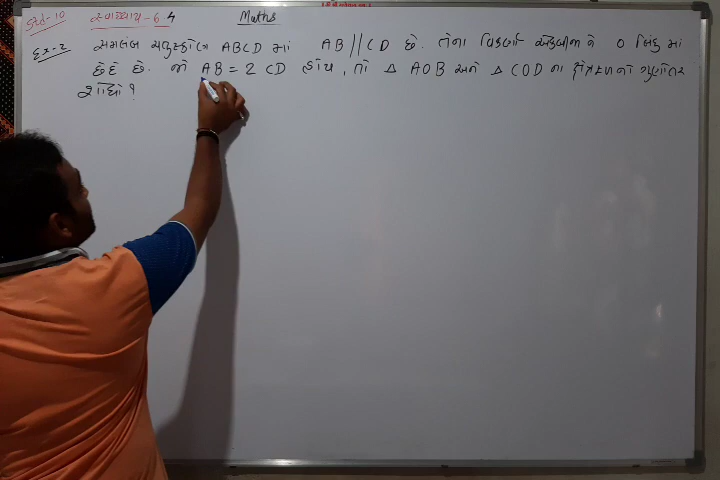 ધોરણ-10 સ્વાધ્યાય-6.4 Maths
Ex-2 સમલંબ ચતુષ્કોણ ABCD માં AB || CD છે. તેના વિકર્ણો એકબીજાને O બિંદુ માં
છેદે છે. જો AB = 2 CD હોય, તો △ AOB અને △ COD ના ક્ષેત્રફળનો ગુણોત્તર
શોધો ?